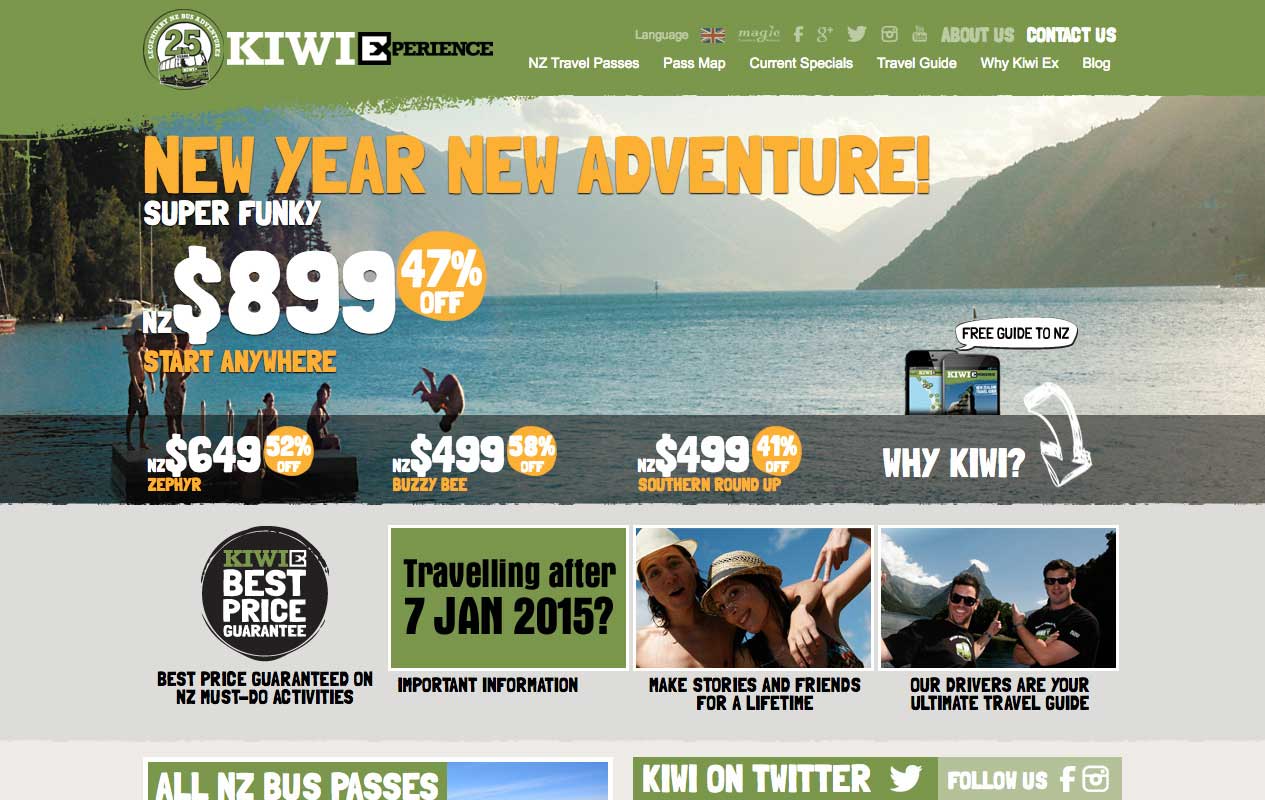 LEGENDARY NZ BUS ADVENTURES
25
KIWI EXPERIENCE
Language magic ABOUT US CONTACT US
NZ Travel Passes Pass Map Current Specials Travel Guide Why Kiwi Ex Blog
NEW YEAR NEW ADVENTURE!
SUPER FUNKY
NZ$899 47% OFF
START ANYWHERE
FREE GUIDE TO NZ
NZ$649 52% OFF
ZEPHYR
NZ$499 58% OFF
BUZZY BEE
NZ$499 41% OFF
SOUTHERN ROUND UP
WHY KIWI?
KIWI E
BEST
PRICE
GUARANTEE
BEST PRICE GUARANTEED ON
NZ MUST-DO ACTIVITIES
Travelling after
7 JAN 2015?
IMPORTANT INFORMATION
MAKE STORIES AND FRIENDS
FOR A LIFETIME
OUR DRIVERS ARE YOUR
ULTIMATE TRAVEL GUIDE
ALL NZ BUS PASSES
KIWI ON TWITTER
FOLLOW US